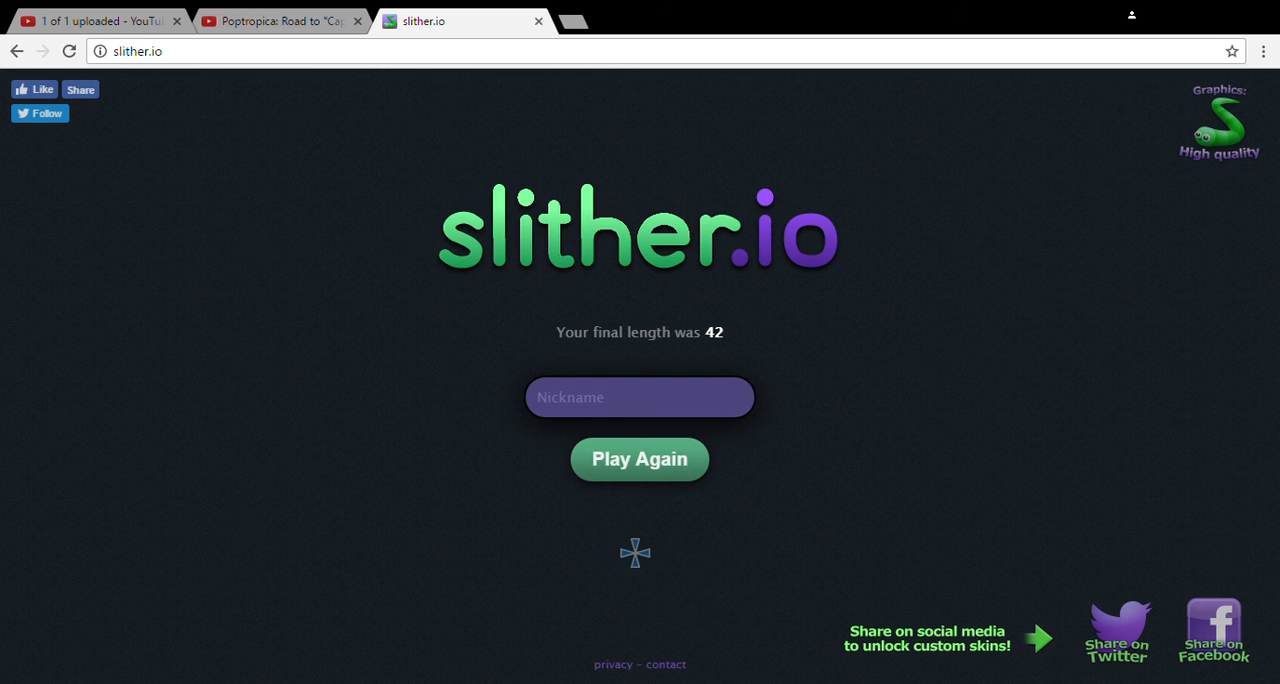 1 of 1 uploaded - YouTu
Poptropica: Road to "Cap
slither.io
slither.io
Like
Share
Follow
Graphics:
High quality
slither.io
Your final length was 42
Nickname
Play Again
Share on social media
to unlock custom skins!
Share on
Twitter
Share on
Facebook
privacy - contact